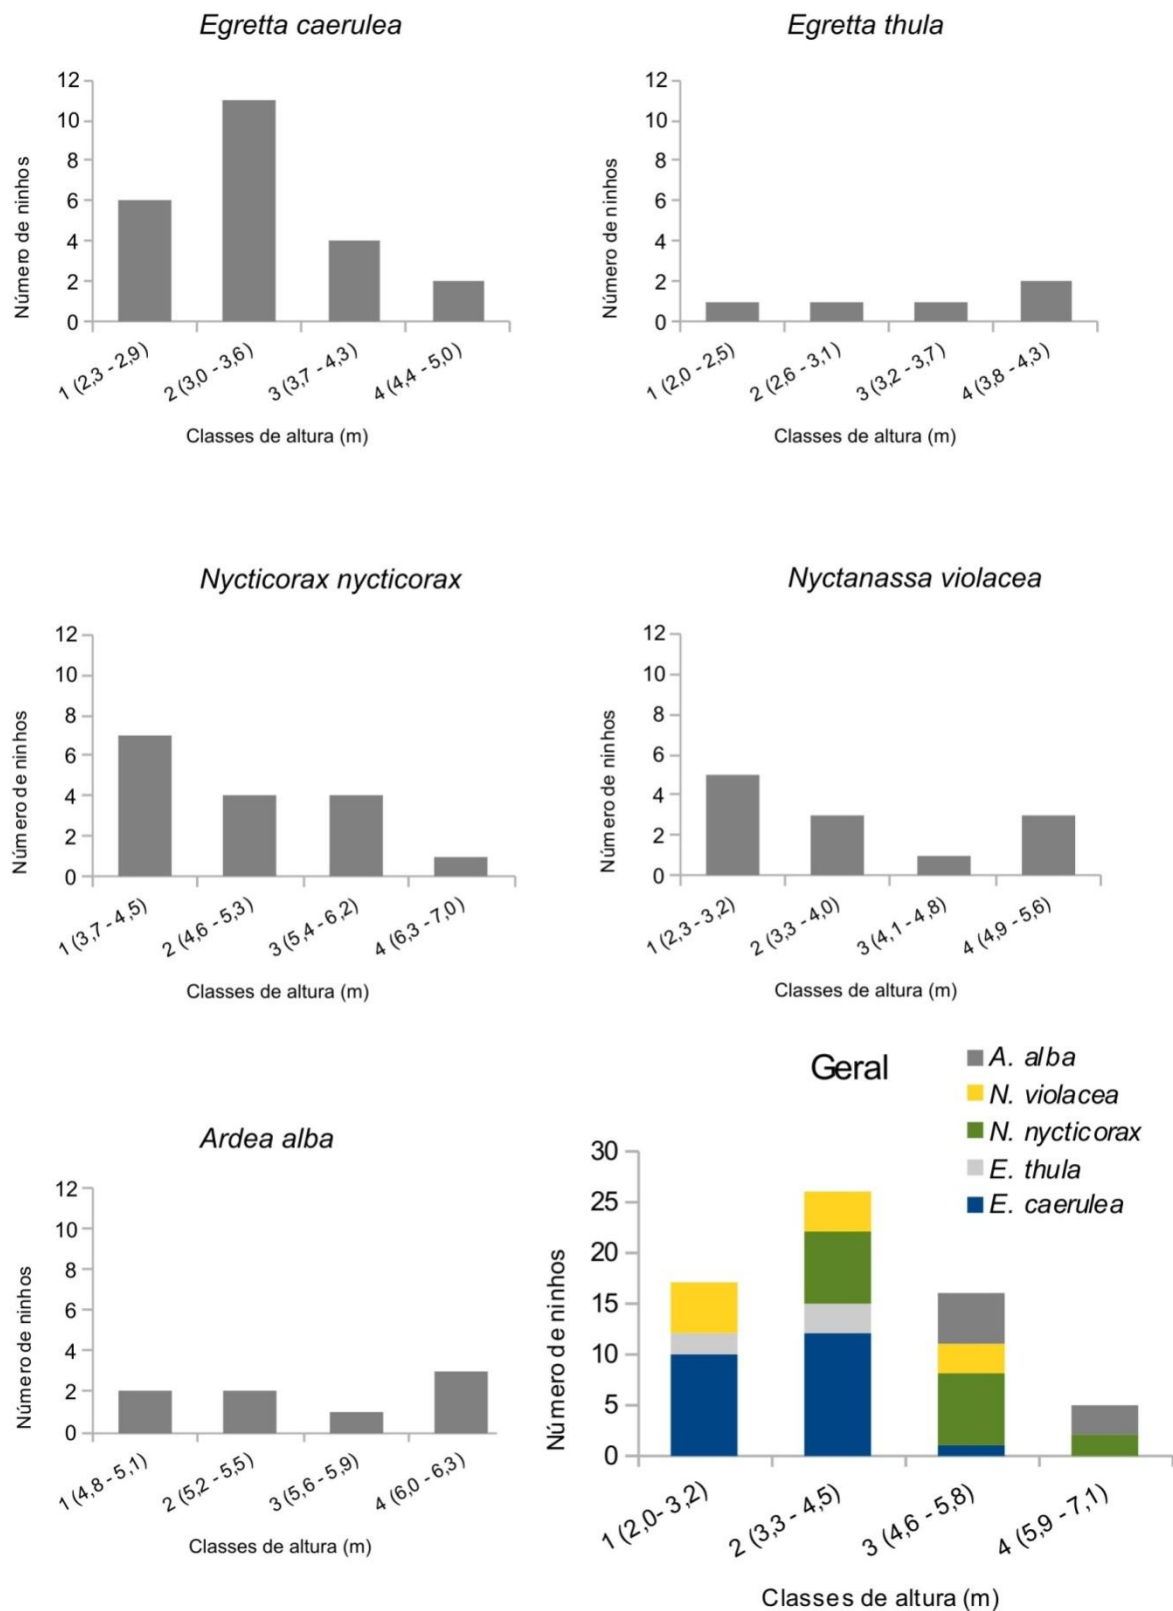 Egretta caerulea
Número de ninhos
12
10
8
6
4
2
0
1 (2,3 - 2,9)
2 (3,0 - 3,6)
3 (3,7 - 4,3)
4 (4,4 - 5,0)
Classes de altura (m)
Egretta thula
Número de ninhos
12
10
8
6
4
2
0
1 (2,0 - 2,5)
2 (2,6 - 3,1)
3 (3,2 - 3,7)
4 (3,8 - 4,3)
Classes de altura (m)
Nycticorax nycticorax
Número de ninhos
12
10
8
6
4
2
0
1 (3,7 - 4,5)
2 (4,6 - 5,3)
3 (5,4 - 6,2)
4 (6,3 - 7,0)
Classes de altura (m)
Nyctanassa violacea
Número de ninhos
12
10
8
6
4
2
0
1 (2,3 - 3,2)
2 (3,3 - 4,0)
3 (4,1 - 4,8)
4 (4,9 - 5,6)
Classes de altura (m)
Ardea alba
Número de ninhos
12
10
8
6
4
2
0
1 (4,8 - 5,1)
2 (5,2 - 5,5)
3 (5,6 - 5,9)
4 (6,0 - 6,3)
Classes de altura (m)
Geral
A. alba
N. violacea
N. nycticorax
E. thula
E. caerulea
Número de ninhos
30
25
20
15
10
5
0
1 (2,0- 3,2)
2 (3,3 - 4,5)
3 (4,6 - 5,8)
4 (5,9 - 7,1)
Classes de altura (m)